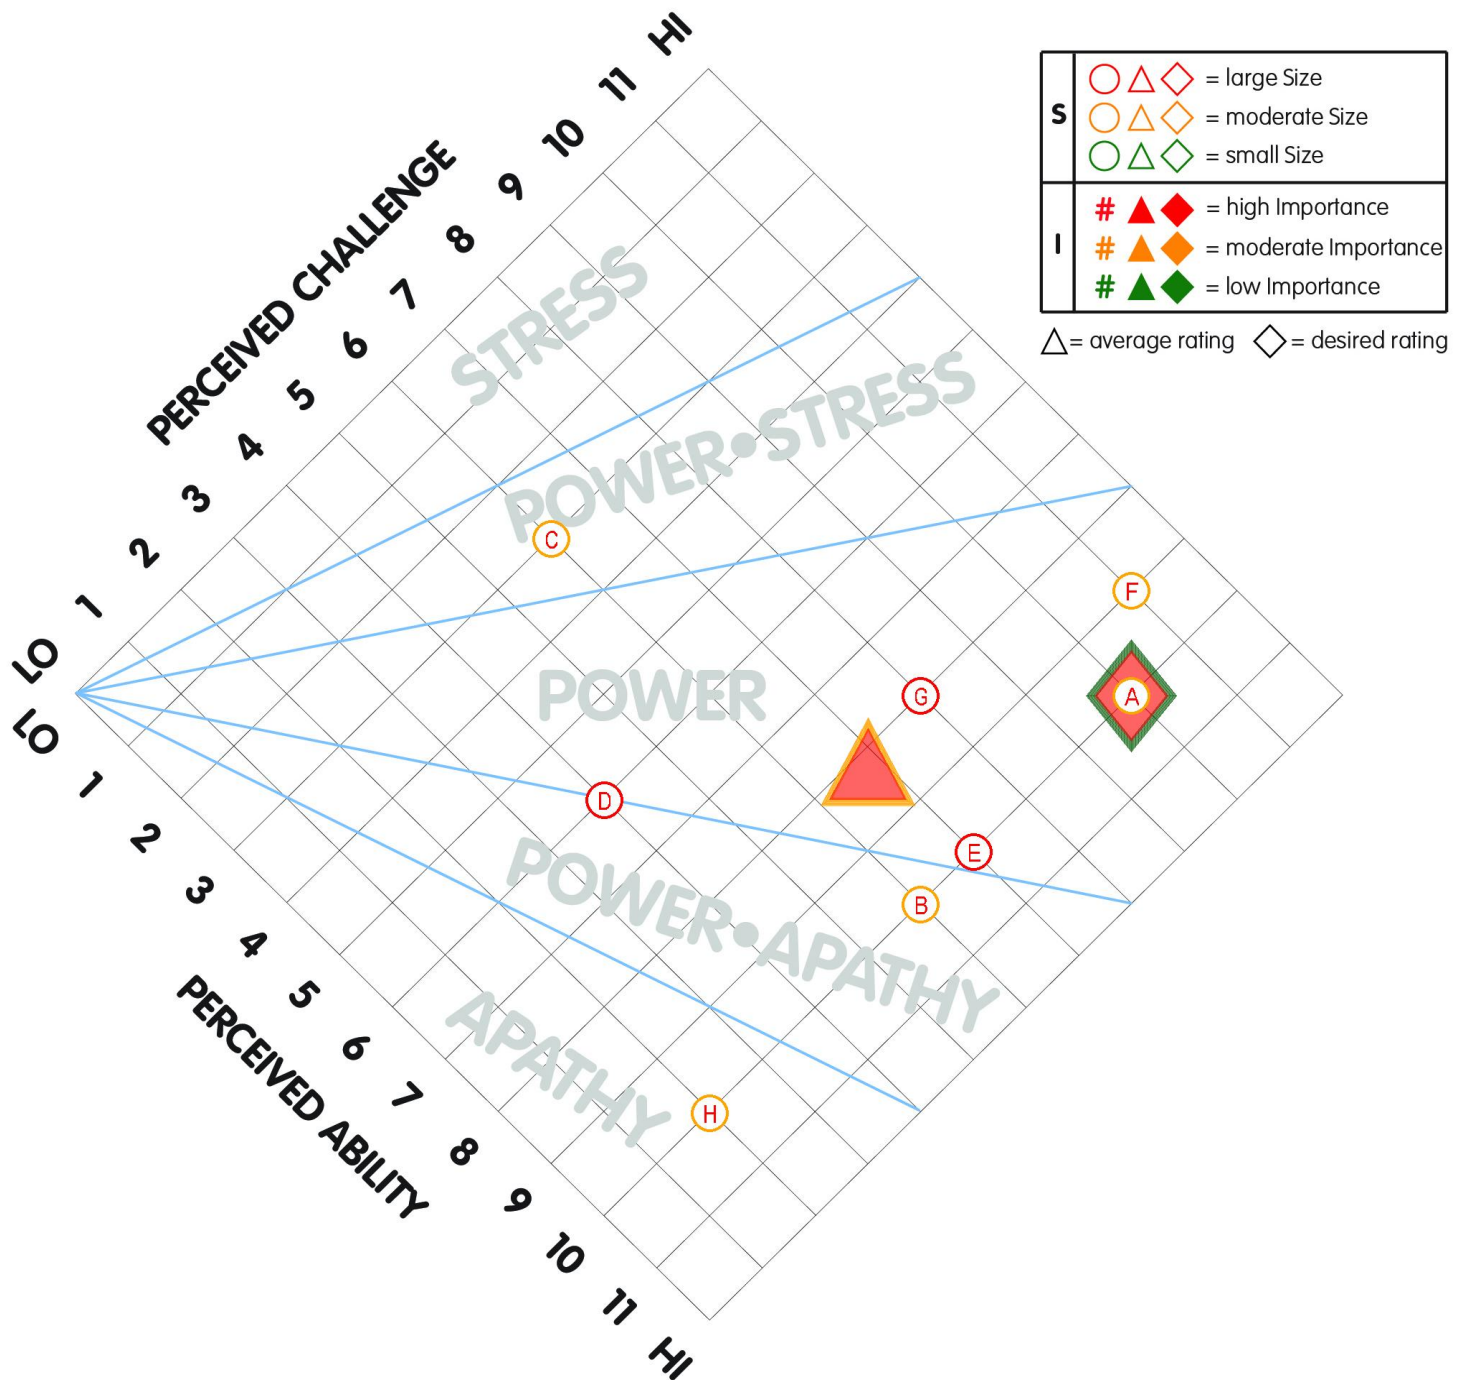 HI
11
10
9
8
7
6
5
4
3
2
1
LO
PERCEIVED CHALLENGE
LO
1
2
3
4
5
6
7
8
9
10
11
HI
PERCEIVED ABILITY
STRESS
POWER•STRESS
POWER
POWER•APATHY
APATHY
C
F
G
A
D
E
B
H
S
= large Size
= moderate Size
= small Size
I
# = high Importance
# = moderate Importance
# = low Importance
= average rating = desired rating